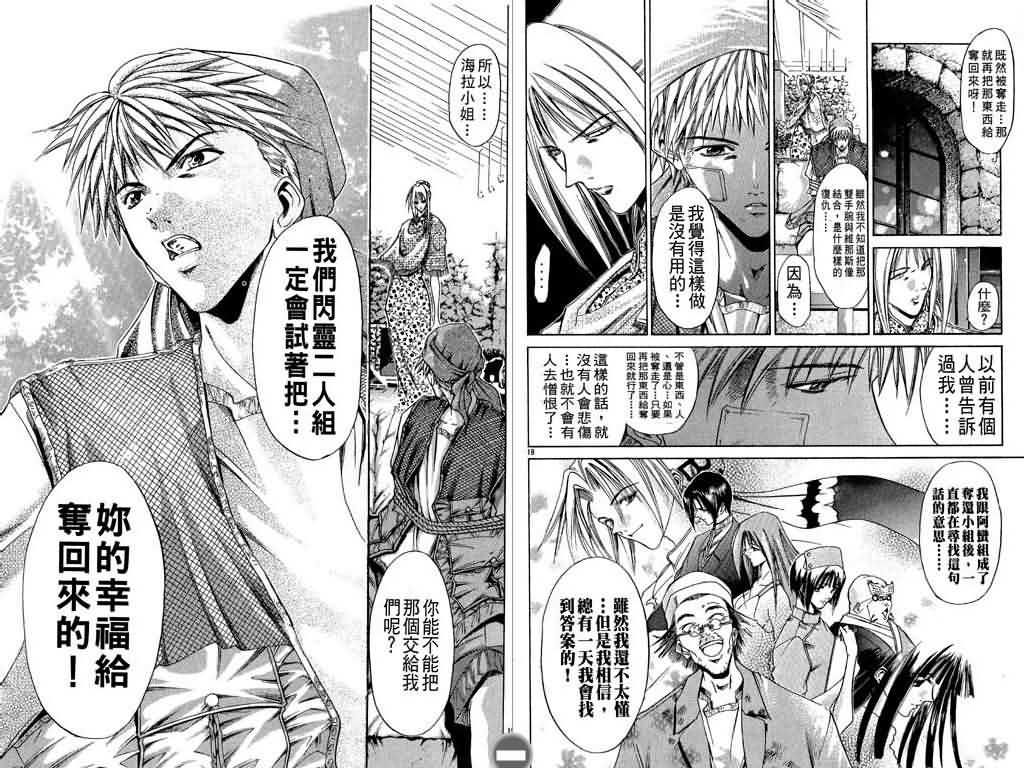 既然被奪走…那
就再把那東西給
奪回來呀！
雖然我不知道把那
雙手腕與維那斯像
結合，是什麼樣的
復仇……
什麼？
因為…
我覺得這樣做
是沒有用的…
…
以前有個
人曾告訴
過我……
不管是東西、人
、還是心…如果
被奪走了…只要
再把那東西給奪
回來就行了……
這樣的話，就
沒有人會悲傷
…也就不會有
人去憎恨了…
18
我跟阿蠻組成了
奪還小組後，一
直都在尋找這句
話的意思……
雖然我還不太懂
…但是我相信，
總有一天我會找
到答案的！
所以……
海拉小姐
你能不能把
那個交給我
們呢？
我們閃靈二人組
一定會試著把…
妳的幸福給
奪回來的！